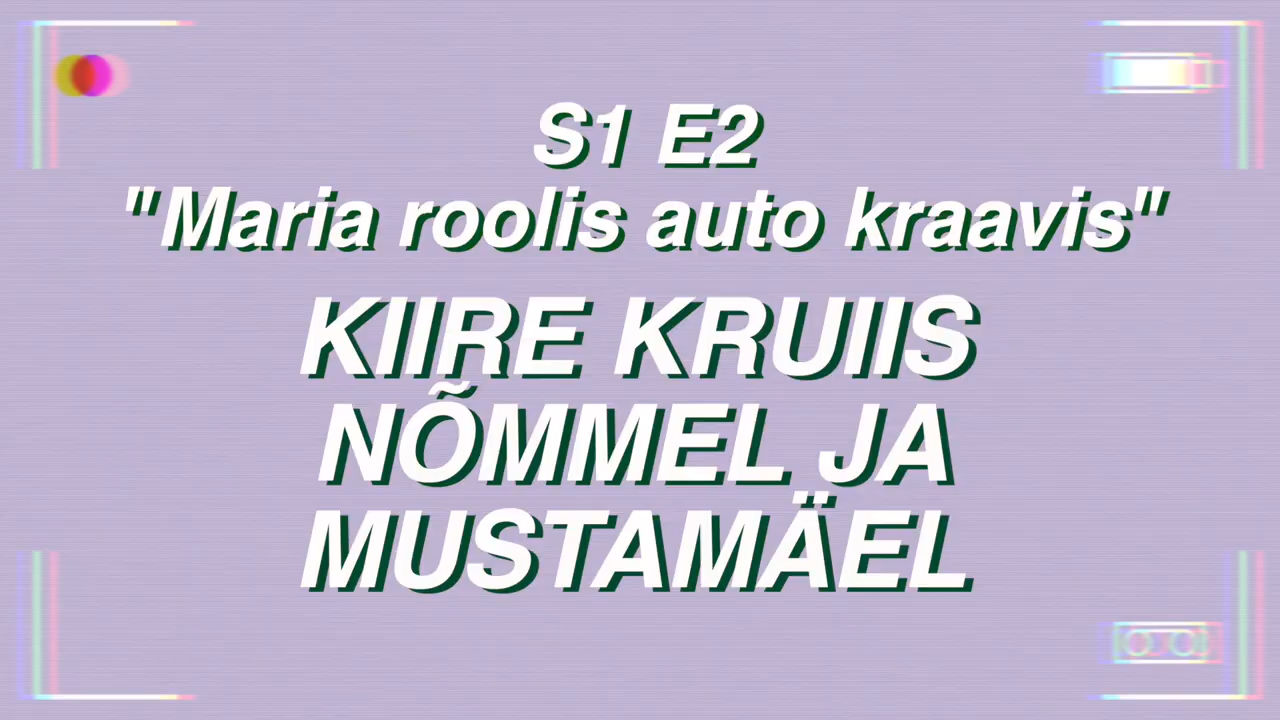 S1 E2
"Maria roolis auto kraavis"
KIIRE KRUIIS
NÕMMEL JA
MUSTAMÄEL